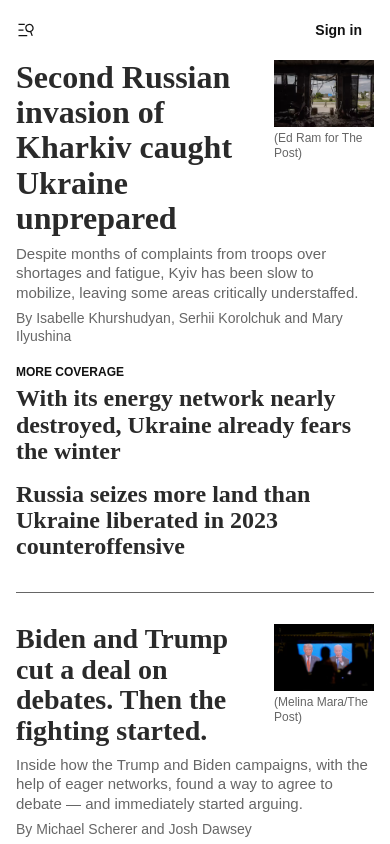 Sign in
Second Russian
invasion of
Kharkiv caught
Ukraine
unprepared
(Ed Ram for The
Post)
Despite months of complaints from troops over
shortages and fatigue, Kyiv has been slow to
mobilize, leaving some areas critically understaffed.
By Isabelle Khurshudyan, Serhii Korolchuk and Mary
Ilyushina
MORE COVERAGE
With its energy network nearly
destroyed, Ukraine already fears
the winter
Russia seizes more land than
Ukraine liberated in 2023
counteroffensive
Biden and Trump
cut a deal on
debates. Then the
fighting started.
(Melina Mara/The
Post)
Inside how the Trump and Biden campaigns, with the
help of eager networks, found a way to agree to
debate — and immediately started arguing.
By Michael Scherer and Josh Dawsey